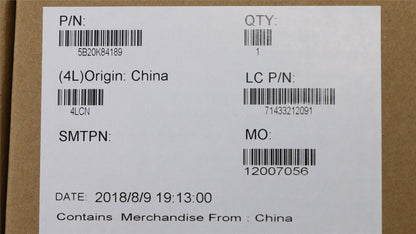 P/N: QTY:
5B20K84189 1
(4L)Origin: China LC P/N:
4LCN 71433212091
SMTPN: MO:
12007056
DATE: 2018/8/9 19:13:00
Contains Merchandise From : China